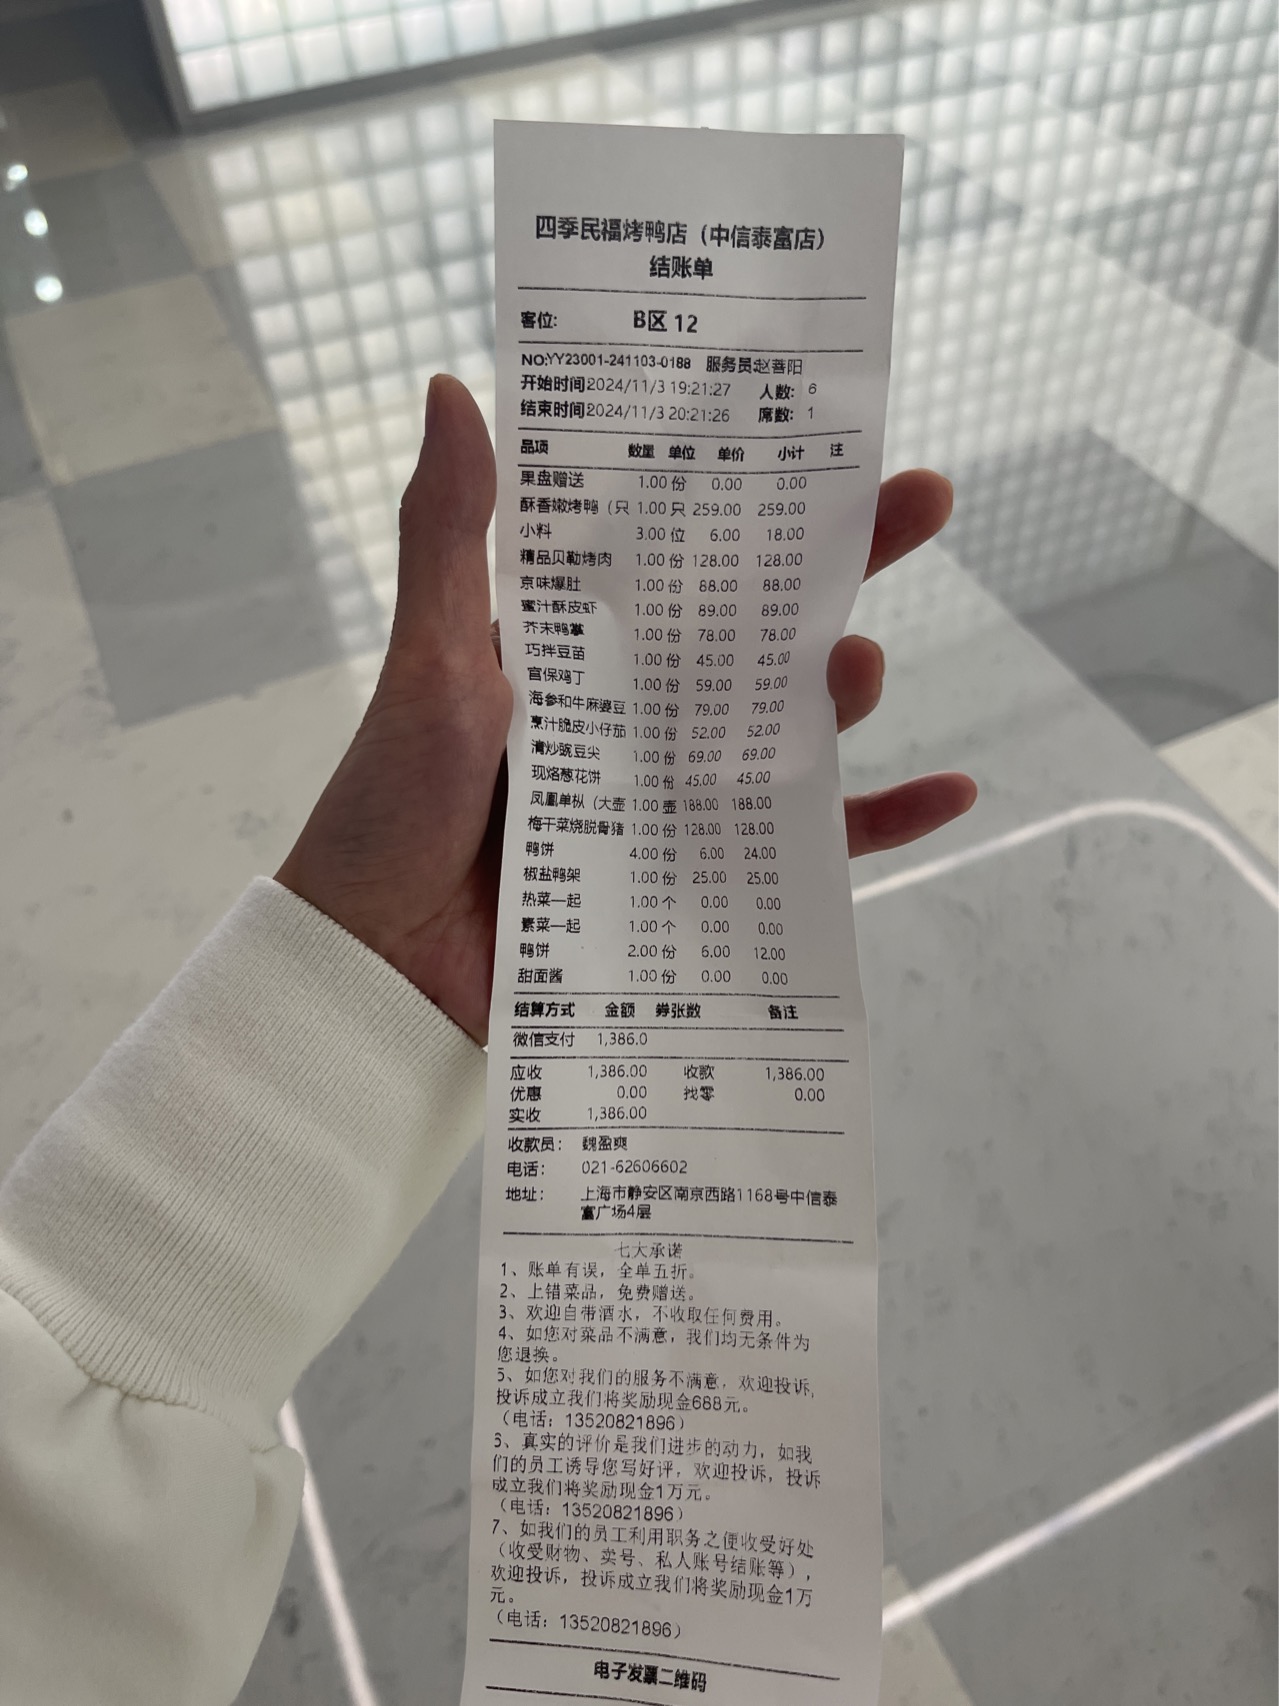 四季民福烤鸭店（中信泰富店）
结账单
客位: B区 12
NO:YY23001-241103-0188 服务员:赵善阳
开始时间2024/11/3 19:21:27 人数: 6
结束时间2024/11/3 20:21:26 席数: 1
品项 数量 单位 单价 小计 注
果盘赠送 1.00 份 0.00 0.00
酥香嫩烤鸭（只 1.00 只 259.00 259.00
小料 3.00 位 6.00 18.00
精品贝勒烤肉 1.00 份 128.00 128.00
京味爆肚 1.00 份 88.00 88.00
蜜汁酥皮虾 1.00 份 89.00 89.00
芥末鸭掌 1.00 份 78.00 78.00
巧拌豆苗 1.00 份 45.00 45.00
宫保鸡丁 1.00 份 59.00 59.00
海参和牛麻婆豆 1.00 份 79.00 79.00
烹汁脆皮小仔茄 1.00 份 52.00 52.00
清炒豌豆尖 1.00 份 69.00 69.00
现烙葱花饼 1.00 份 45.00 45.00
凤凰单枞（大壶 1.00 壶 188.00 188.00
梅干菜烧脱骨猪 1.00 份 128.00 128.00
鸭饼 4.00 份 6.00 24.00
椒盐鸭架 1.00 份 25.00 25.00
热菜一起 1.00 个 0.00 0.00
素菜一起 1.00 个 0.00 0.00
鸭饼 2.00 份 6.00 12.00
甜面酱 1.00 份 0.00 0.00
结算方式 金额 券张数 备注
微信支付 1,386.0
应收 1,386.00 收款 1,386.00
优惠 0.00 找零 0.00
实收 1,386.00
收款员: 魏盈爽
电话: 021-62606602
地址: 上海市静安区南京西路1168号中信泰
富广场4层
七大承诺
1、账单有误，全单五折。
2、上错菜品，免费赠送。
3、欢迎自带酒水，不收取任何费用。
4、如您对菜品不满意，我们均无条件为
您退换。
5、如您对我们的服务不满意，欢迎投诉，
投诉成立我们将奖励现金688元。
（电话：13520821896）
6、真实的评价是我们进步的动力，如我
们的员工诱导您写好评，欢迎投诉，投诉
成立我们将奖励现金1万元。
（电话：13520821896）
7、如我们的员工利用职务之便收受好处
（收受财物、卖号、私人账号结账等），
欢迎投诉，投诉成立我们将奖励现金1万
元。
（电话：13520821896）
电子发票二维码